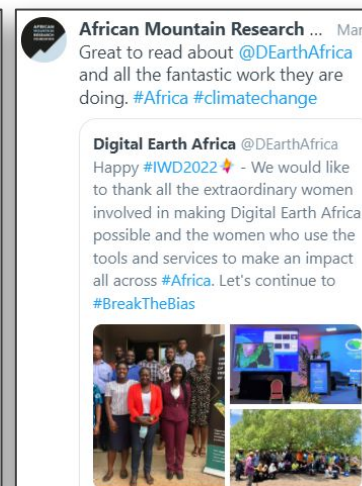 African Mountain Research ... Mar
Great to read about @DEarthAfrica
and all the fantastic work they are
doing. #Africa #climatechange
Digital Earth Africa @DEarthAfrica
Happy #IWD2022 - We would like
to thank all the extraordinary women
involved in making Digital Earth Africa
possible and the women who use the
tools and services to make an impact
all across #Africa. Let's continue to
#BreakTheBias